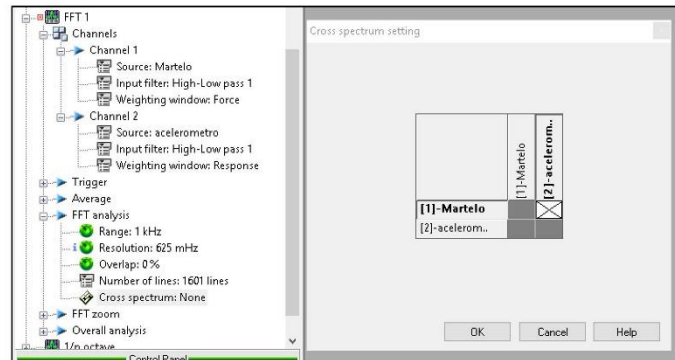 FFT 1
Channels
Channel 1
Source: Martelo
Input filter: High-Low pass 1
Weighting window: Force
Channel 2
Source: acelerometro
Input filter: High-Low pass 1
Weighting window: Response
Trigger
Average
FFT analysis
Range: 1 kHz
i Resolution: 625 mHz
Overlap: 0%
Number of lines: 1601 lines
Cross spectrum: None
FFT zoom
Overall analysis
1/n octave
Control Panel
Cross spectrum setting
[1]-Martelo
[2]-acelerom..
[1]-Martelo
[2]-acelerom..
OK Cancel Help